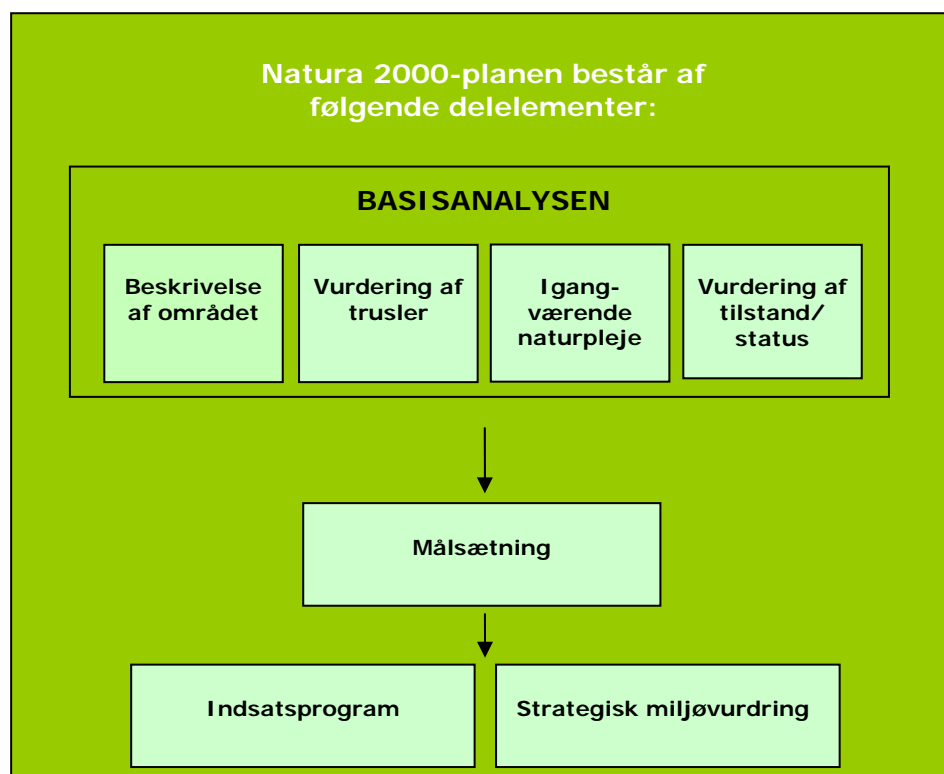 Natura 2000-planen består af
følgende delelementer:
BASISANALYSEN
Beskrivelse
af området
Vurdering af
trusler
Igang-
værende
naturpleje
Vurdering af
tilstand/
status
Målsætning
Indsatsprogram
Strategisk miljøvurdring